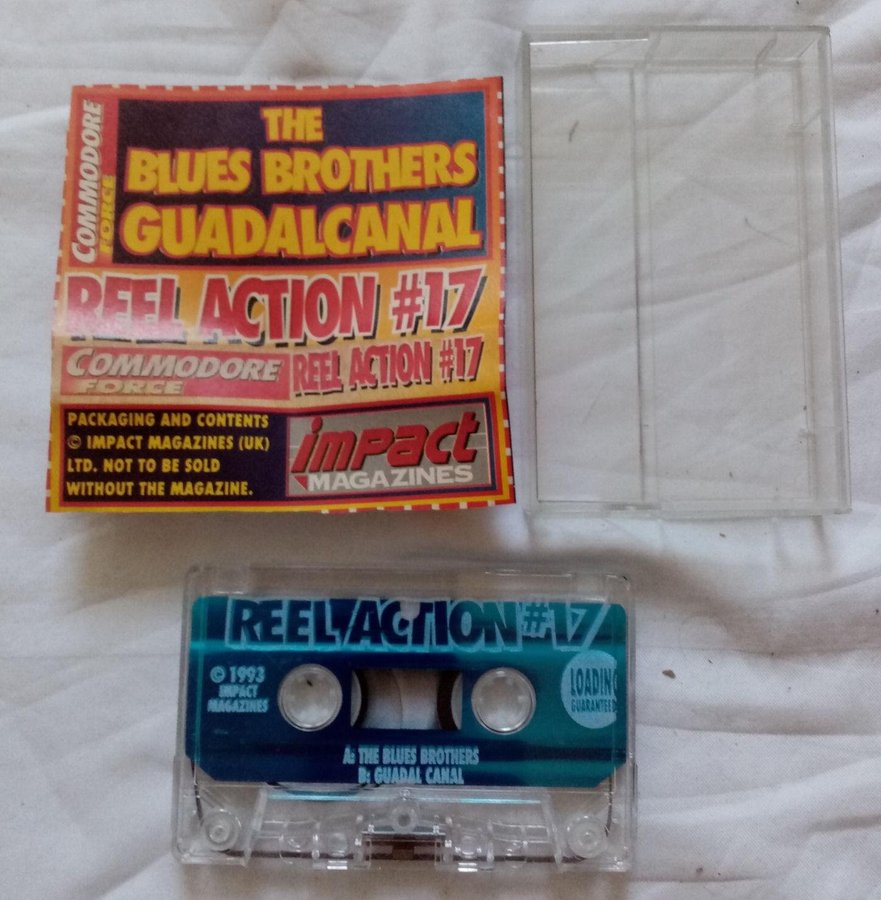 COMMODORE
FORCE
THE
BLUES BROTHERS
GUADALCANAL
REEL ACTION #17
COMMODORE
FORCE
REEL ACTION #17
PACKAGING AND CONTENTS
© IMPACT MAGAZINES (UK)
LTD. NOT TO BE SOLD
WITHOUT THE MAGAZINE.
impact
MAGAZINES
REEL ACTION #17
© 1993
IMPACT
MAGAZINES
LOADING
GUARANTEED
A: THE BLUES BROTHERS
B: GUADAL CANAL